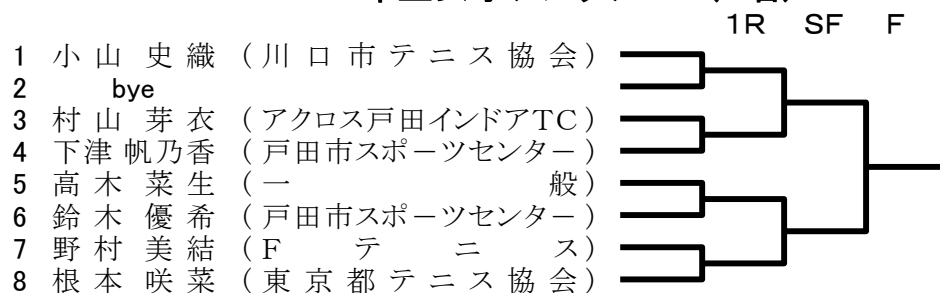 1R SF F
1 小山 史織 (川口市テニス協会)
2 bye
3 村山 芽衣 (アクロス戸田インドアTC)
4 下津 帆乃香 (戸田市スポーツセンター)
5 高木 菜生 (一般)
6 鈴木 優希 (戸田市スポーツセンター)
7 野村 美結 (Fテニス)
8 根本 咲菜 (東京都テニス協会)